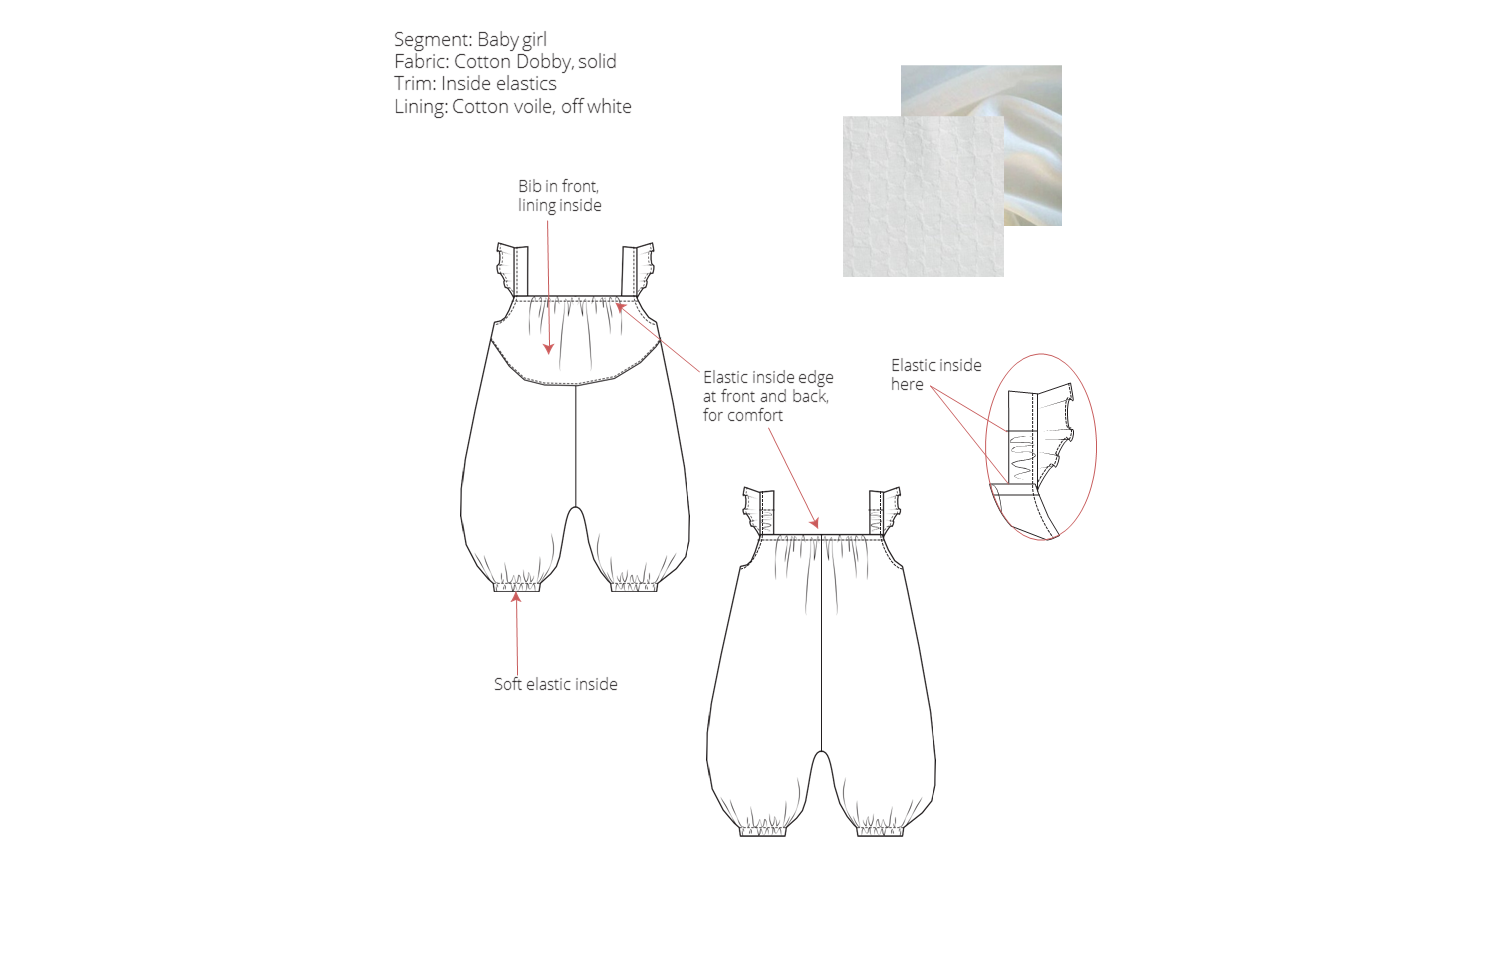 Segment: Baby girl
Fabric: Cotton Dobby, solid
Trim: Inside elastics
Lining: Cotton voile, off white
Bib in front,
lining inside
Elastic inside edge
at front and back,
for comfort
Elastic inside
here
Soft elastic inside